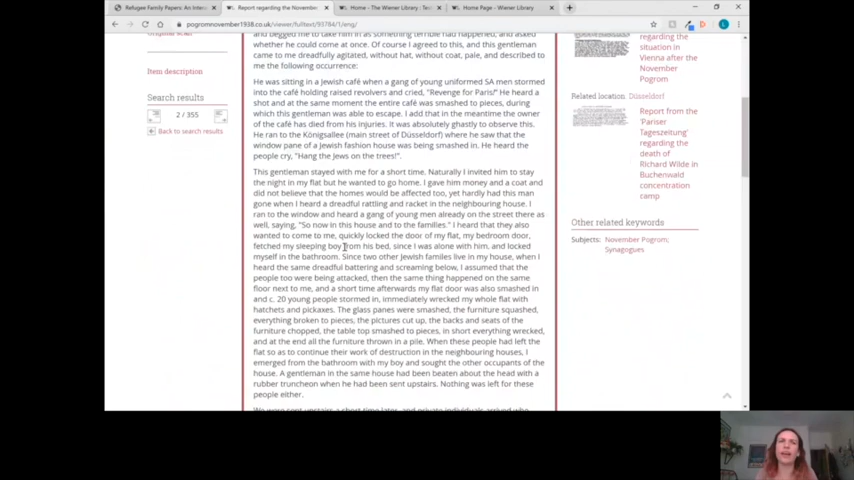 Refugee Family Papers: An Inte
Report regarding the November
Home - The Wiener Library : Tes
Home Page - Wiener Library
pogromnovember1938.co.uk/viewer/fulltext/93784/1/eng/
Item description
Search results
2 / 355
Back to search results
and begged me to take him in as something terrible had happened, and asked
whether he could come at once. Of course I agreed to this, and this gentleman
came to me dreadfully agitated, without hat, without coat, pale, and described to
me the following occurrence:
He was sitting in a Jewish café when a gang of young uniformed SA men stormed
into the café holding raised revolvers and cried, "Revenge for Paris!" He heard a
shot and at the same moment the entire café was smashed to pieces, during
which this gentleman was able to escape. I add that in the meantime the owner
of the café has died from his injuries. It was absolutely ghastly to observe this.
He ran to the Königsallee (main street of Düsseldorf) where he saw that the
window pane of a Jewish fashion house was being smashed in. He heard the
people cry, "Hang the Jews on the trees!".
This gentleman stayed with me for a short time. Naturally I invited him to stay
the night in my flat but he wanted to go home. I gave him money and a coat and
did not believe that the homes would be affected too, yet hardly had this man
gone when I heard a dreadful rattling and racket in the neighbouring house. I
ran to the window and heard a gang of young men already on the street there as
well, saying, "So now in this house and to the families." I heard that they also
wanted to come to me, quickly locked the door of my flat, my bedroom door,
fetched my sleeping boy from his bed, since I was alone with him, and locked
myself in the bathroom. Since two other Jewish familes live in my house, when I
heard the same dreadful battering and screaming below, I assumed that the
people too were being attacked, then the same thing happened on the same
floor next to me, and a short time afterwards my flat door was also smashed in
and c. 20 young people stormed in, immediately wrecked my whole flat with
hatchets and pickaxes. The glass panes were smashed, the furniture squashed,
everything broken to pieces, the pictures cut up, the backs and seats of the
furniture chopped, the table top smashed to pieces, in short everything wrecked,
and at the end all the furniture thrown in a pile. When these people had left the
flat so as to continue their work of destruction in the neighbouring houses, I
emerged from the bathroom with my boy and sought the other occupants of the
house. A gentleman in the same house had been beaten about the head with a
rubber truncheon when he had been sent upstairs. Nothing was left for these
people either.
We were sent upstairs a short time later, and private individuals arrived who
regarding the
situation in
Vienna after the
November
Pogrom
Related location: Düsseldorf
Report from the
'Pariser
Tageszeitung'
regarding the
death of
Richard Wilde in
Buchenwald
concentration
camp
Other related keywords
Subjects: November Pogrom;
Synagogues